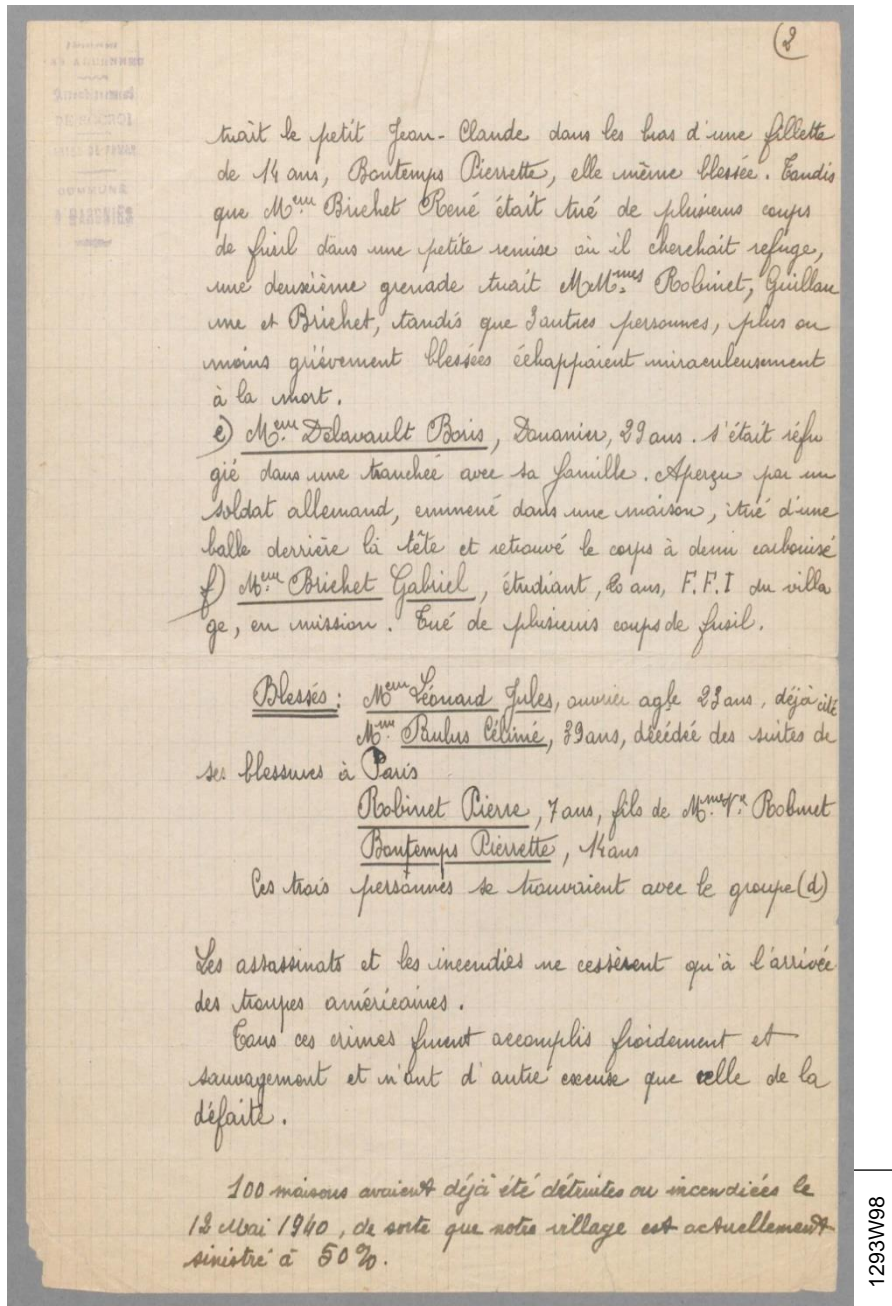 (2
COMMUNE
tuait le petit Jean-Claude dans les bras d'une fillette
de 14 ans, Bontemps Pierrette, elle même blessée. Tandis
que Meur Brichet René était tué de plusieurs coups
de fusil dans une petite remise où il cherchait refuge,
une deuxième grenade tuait MMmes Robinet, Guillau
me et Brichet, tandis que 3 autres personnes, plus ou
moins grièvement blessées échappaient miraculeusement
à la mort.
e) Meur Delavault Boris, Douanier, 29 ans. s'était réfu
gié dans une tranchée avec sa famille. Aperçu par un
soldat allemand, emmené dans une maison, tué d'une
balle derrière la tête et retrouvé le corps à demi carbonisé
f) Meur Brichet Gabriel, étudiant, 20 ans, F.F.I du villa
ge, en mission. Tué de plusieurs coups de fusil.
Blessés: Meur Léonard Jules, ouvrier agle 23 ans, déjà cité
Mme Paulus Célinie, 39 ans, décédée des suites de
ses blessures à Paris
Robinet Pierre, 7 ans, fils de Mme Vve Robinet
Bontemps Pierrette, 14 ans
Ces trois personnes se trouvaient avec le groupe (d)
Les assassinats et les incendies ne cessèrent qu'à l'arrivée
des troupes américaines.
Tous ces crimes furent accomplis froidement et
sauvagement et n'ont d'autre excuse que celle de la
défaite.
100 maisons avaient déjà été détruites ou incendiées le
12 Mai 1940, de sorte que notre village est actuellement
sinistré à 50%.
1293W98